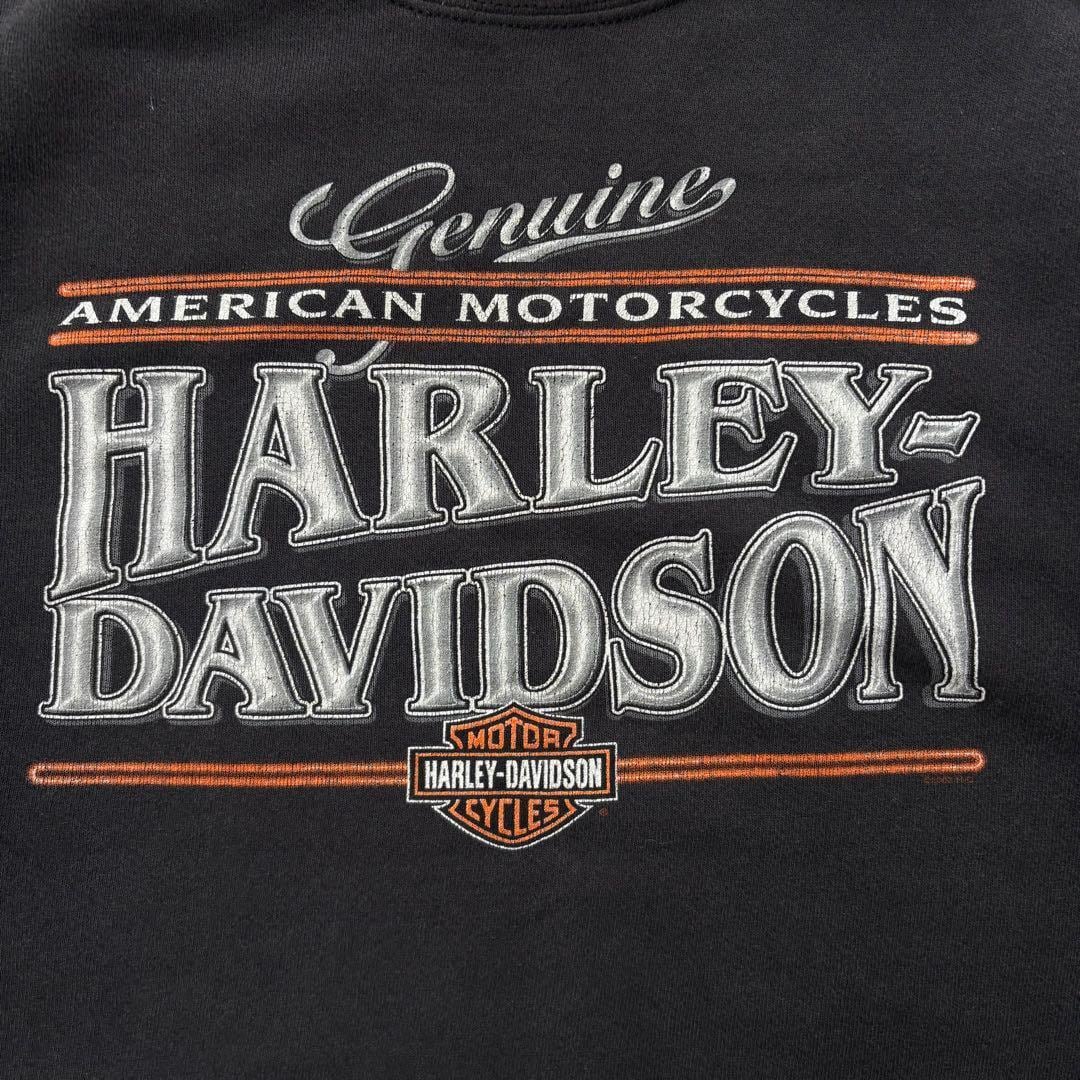 Genuine
AMERICAN MOTORCYCLES
HARLEY-
DAVIDSON
MOTOR
HARLEY-DAVIDSON
CYCLES
®